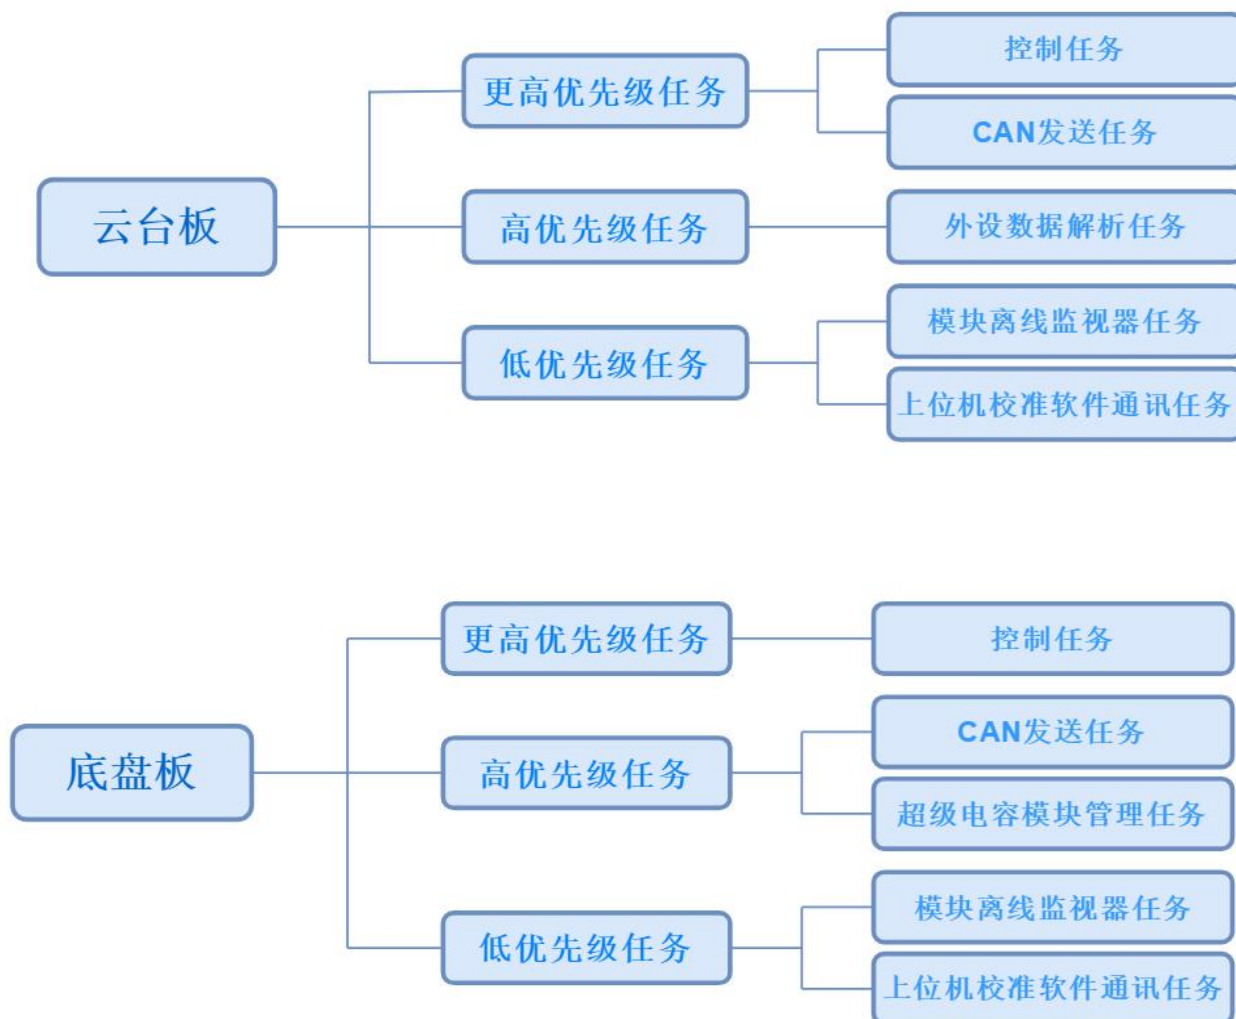 云台板
更高优先级任务
控制任务
CAN发送任务
高优先级任务
外设数据解析任务
低优先级任务
模块离线监视器任务
上位机校准软件通讯任务
底盘板
更高优先级任务
控制任务
高优先级任务
CAN发送任务
超级电容模块管理任务
低优先级任务
模块离线监视器任务
上位机校准软件通讯任务